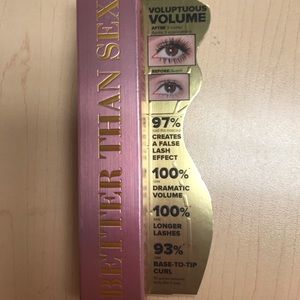 BETTER THAN SEX
VOLUPTUOUS
VOLUME
AFTER
BEFORE
97%
CREATES
A FALSE
LASH
EFFECT
100%
DRAMATIC
VOLUME
100%
LONGER
LASHES
93%
BASE-TO-TIP
CURL